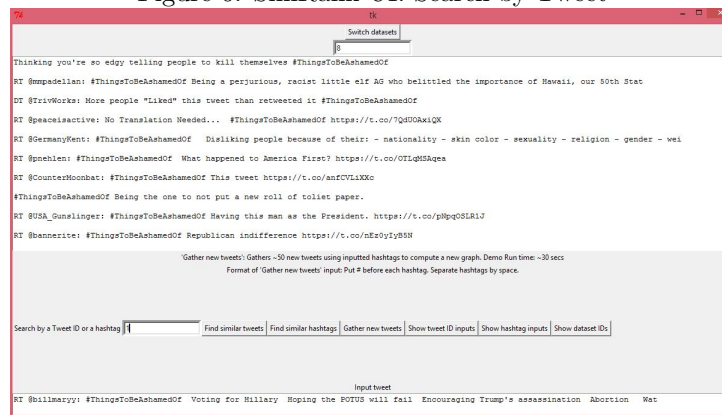 Figure 6: SimRank UI: Search by Tweet
tk
Switch datasets
8
Thinking you're so edgy telling people to kill themselves #ThingsToBeAshamedOf
RT @mmpadellan: #ThingsToBeAshamedOf Being a perjurious, racist little elf AG who belittled the importance of Hawaii, our 50th Stat
DT @TrivWorks: More people "Liked" this tweet than retweeted it #ThingsToBeAshamedOf
RT @peaceisactive: No Translation Needed... #ThingsToBeAshamedOf https://t.co/7QdUOAxiQX
RT @GermanyKent: #ThingsToBeAshamedOf Disliking people because of their: - nationality - skin color - sexuality - religion - gender - wei
RT @pnehlen: #ThingsToBeAshamedOf What happened to America First? https://t.co/OTLqMSAqea
RT @CounterMoonbat: #ThingsToBeAshamedOf This tweet https://t.co/anfCVLiXXc
#ThingsToBeAshamedOf Being the one to not put a new roll of toliet paper.
RT @USA_Gunslinger: #ThingsToBeAshamedOf Having this man as the President. https://t.co/pNpqOSLR1J
RT @bannerite: #ThingsToBeAshamedOf Republican indifference https://t.co/nEz0yIyB5N
'Gather new tweets': Gathers ~50 new tweets using inputted hashtags to compute a new graph. Demo Run time: ~30 secs
Format of 'Gather new tweets' input: Put # before each hashtag. Separate hashtags by space.
Search by a Tweet ID or a hashtag 1 Find similar tweets Find similar hashtags Gather new tweets Show tweet ID inputs Show hashtag inputs Show dataset IDs
Input tweet
RT @billmaryy: #ThingsToBeAshamedOf Voting for Hillary Hoping the POTUS will fail Encouraging Trump's assassination Abortion Wat